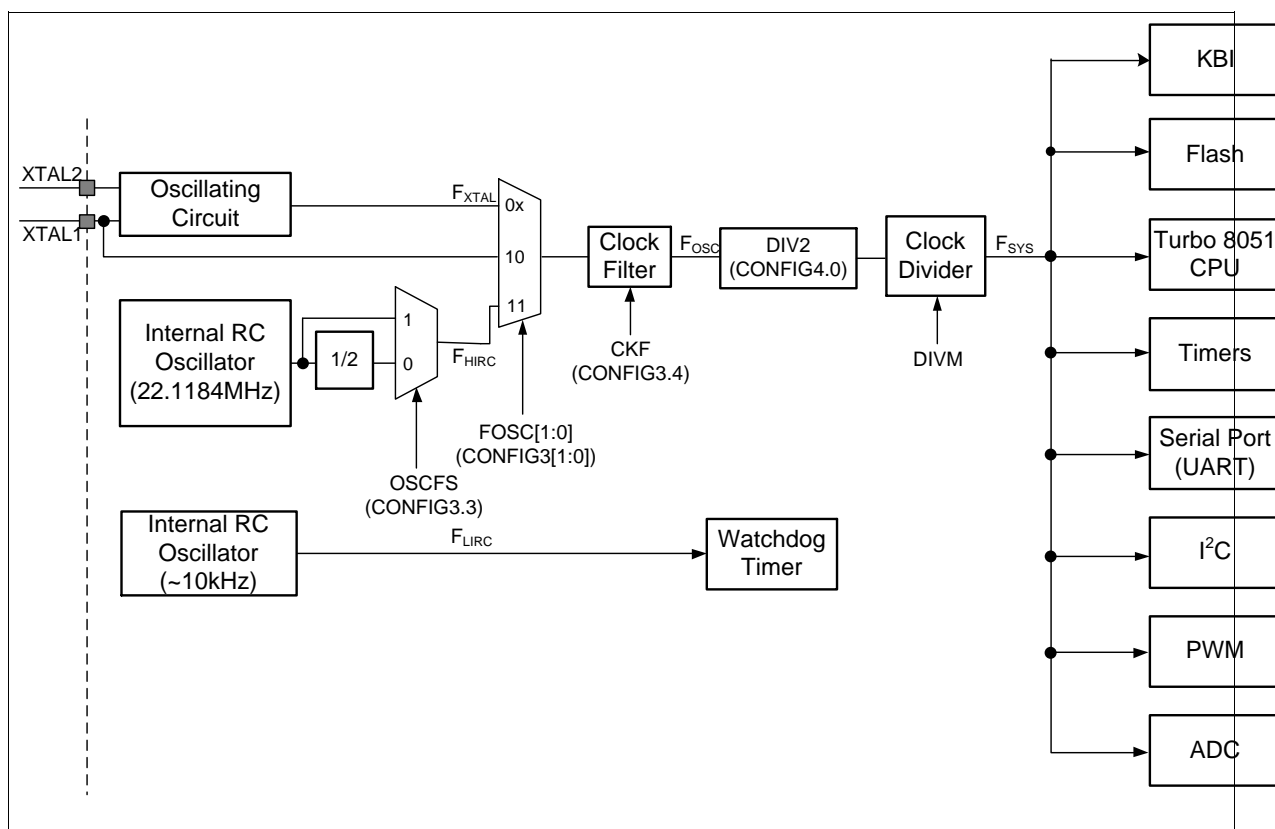 KBI
Flash
Turbo 8051
CPU
Timers
Serial Port
(UART)
I²C
PWM
ADC
XTAL2
XTAL1
Oscillating
Circuit
FXTAL
0x
10
11
Clock
Filter
FOSC
DIV2
(CONFIG4.0)
Clock
Divider
FSYS
Internal RC
Oscillator
(22.1184MHz)
1/2
1
0
FHIRC
CKF
(CONFIG3.4)
DIVM
FOSC[1:0]
(CONFIG3[1:0])
OSCFS
(CONFIG3.3)
Internal RC
Oscillator
(~10kHz)
FLIRC
Watchdog
Timer